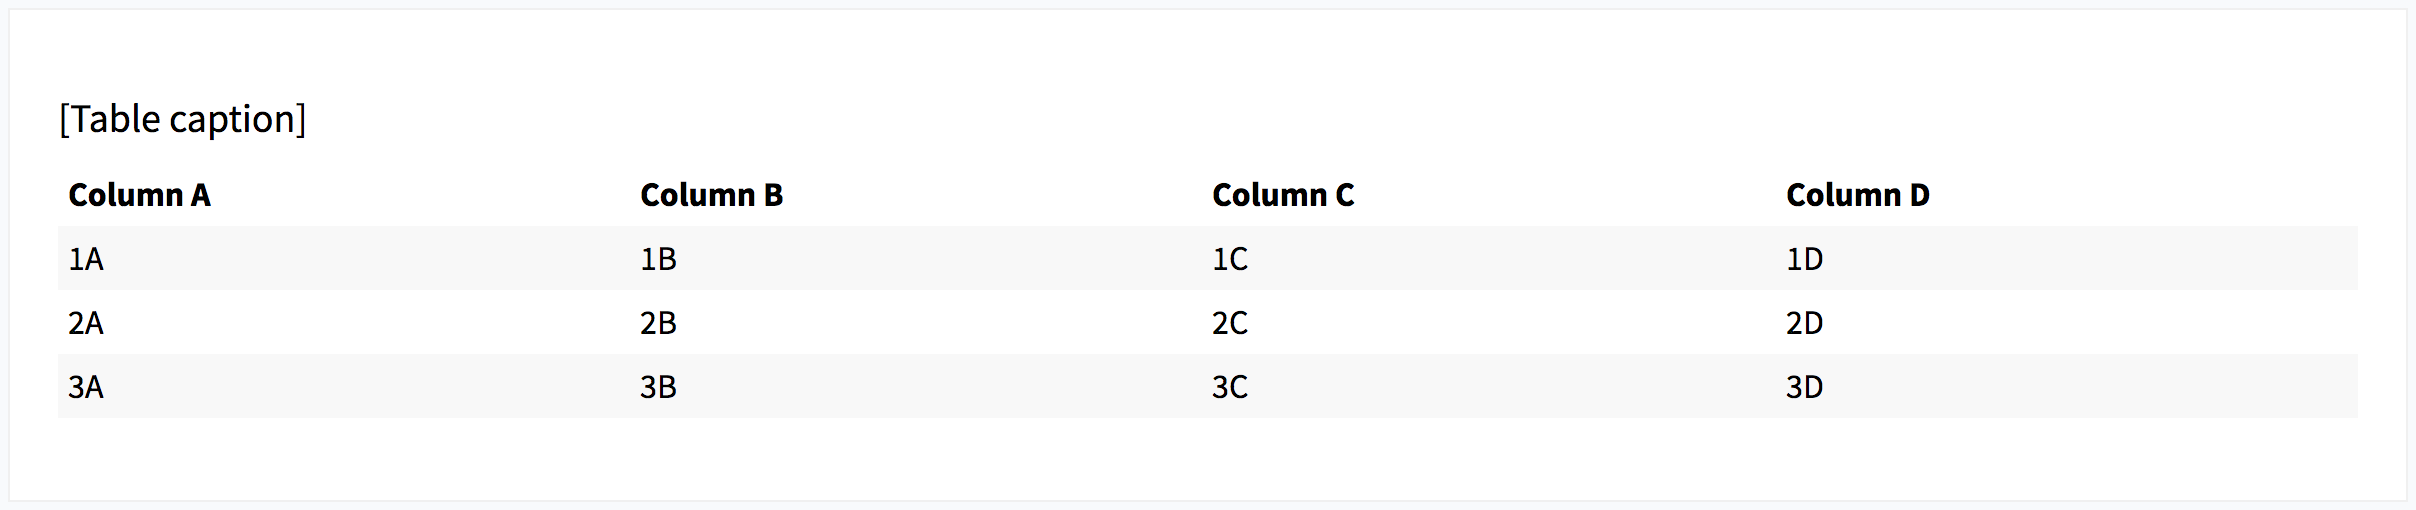 [Table caption]
Column A Column B Column C Column D
1A 1B 1C 1D
2A 2B 2C 2D
3A 3B 3C 3D